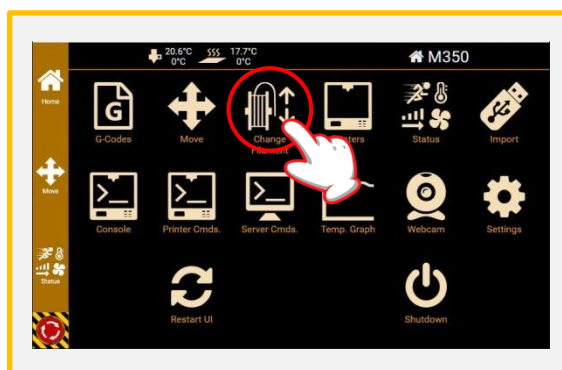 20.6°C 17.7°C
0°C 0°C
M350
Home
G-Codes Move Change Status Import
Filament
Move
Console Printer Cmds. Server Cmds. Temp. Graph Webcam Settings
Status
Restart UI Shutdown